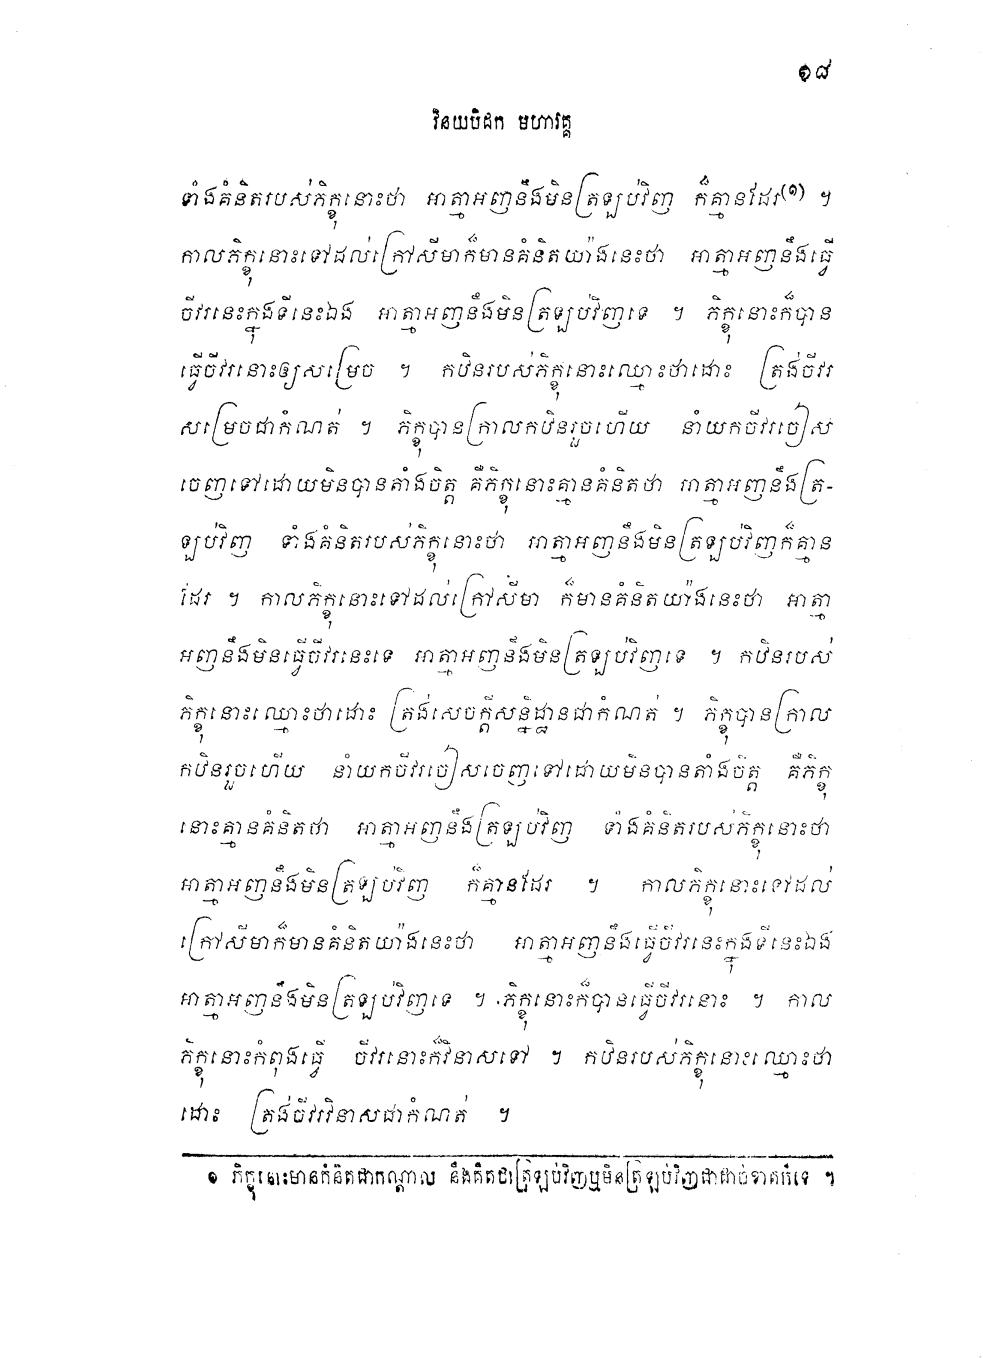 ១៨
វិនយបិដក មហាវគ្គ
ទាំងគំនិតរបស់ភិក្ខុនោះថា អាត្មាអញនឹងមិនត្រឡប់វិញ ក៏គ្មានដែរ(១) ។
កាលភិក្ខុនោះទៅដល់ក្រៅសីមាក៏មានគំនិតយ៉ាងនេះថា អាត្មាអញនឹងធ្វើ
ចីវរនេះក្នុងទីនេះឯង អាត្មាអញនឹងមិនត្រឡប់វិញទេ ។ ភិក្ខុនោះក៏បាន
ធ្វើចីវរនោះឲ្យសម្រេច ។ កឋិនរបស់ភិក្ខុនោះឈ្មោះថាដោះ ត្រង់ចីវរ
សម្រេចជាកំណត់ ។ ភិក្ខុបានក្រាលកឋិនរួចហើយ នាំយកចីវរចៀស
ចេញទៅដោយមិនបានតាំងចិត្ត គឺភិក្ខុនោះគ្មានគំនិតថា អាត្មាអញនឹងត្រ-
ឡប់វិញ ទាំងគំនិតរបស់ភិក្ខុនោះថា អាត្មាអញនឹងមិនត្រឡប់វិញក៏គ្មាន
ដែរ ។ កាលភិក្ខុនោះទៅដល់ក្រៅសីមា ក៏មានគំនិតយ៉ាងនេះថា អាត្មា
អញនឹងមិនធ្វើចីវរនេះទេ អាត្មាអញនឹងមិនត្រឡប់វិញទេ ។ កឋិនរបស់
ភិក្ខុនោះឈ្មោះថាដោះ ត្រង់សេចក្តីសន្និដ្ឋានជាកំណត់ ។ ភិក្ខុបានក្រាល
កឋិនរួចហើយ នាំយកចីវរចៀសចេញទៅដោយមិនបានតាំងចិត្ត គឺភិក្ខុ
នោះគ្មានគំនិតថា អាត្មាអញនឹងត្រឡប់វិញ ទាំងគំនិតរបស់ភិក្ខុនោះថា
អាត្មាអញនឹងមិនត្រឡប់វិញ ក៏គ្មានដែរ ។ កាលភិក្ខុនោះទៅដល់
ក្រៅសីមាក៏មានគំនិតយ៉ាងនេះថា អាត្មាអញនឹងធ្វើចីវរនេះក្នុងទីនេះឯង
អាត្មាអញនឹងមិនត្រឡប់វិញទេ ។ ភិក្ខុនោះក៏បានធ្វើចីវរនោះ ។ កាល
ភិក្ខុនោះកំពុងធ្វើ ចីវរនោះក៏វិនាសទៅ ។ កឋិនរបស់ភិក្ខុនោះឈ្មោះថា
ដោះ ត្រង់ចីវរវិនាសជាកំណត់ ។
១ ភិក្ខុនោះមានគំនិតជាកណ្តាល នឹងគិតជាត្រឡប់វិញឬមិនត្រឡប់វិញជាដាច់ខាតក៏ទេ ។